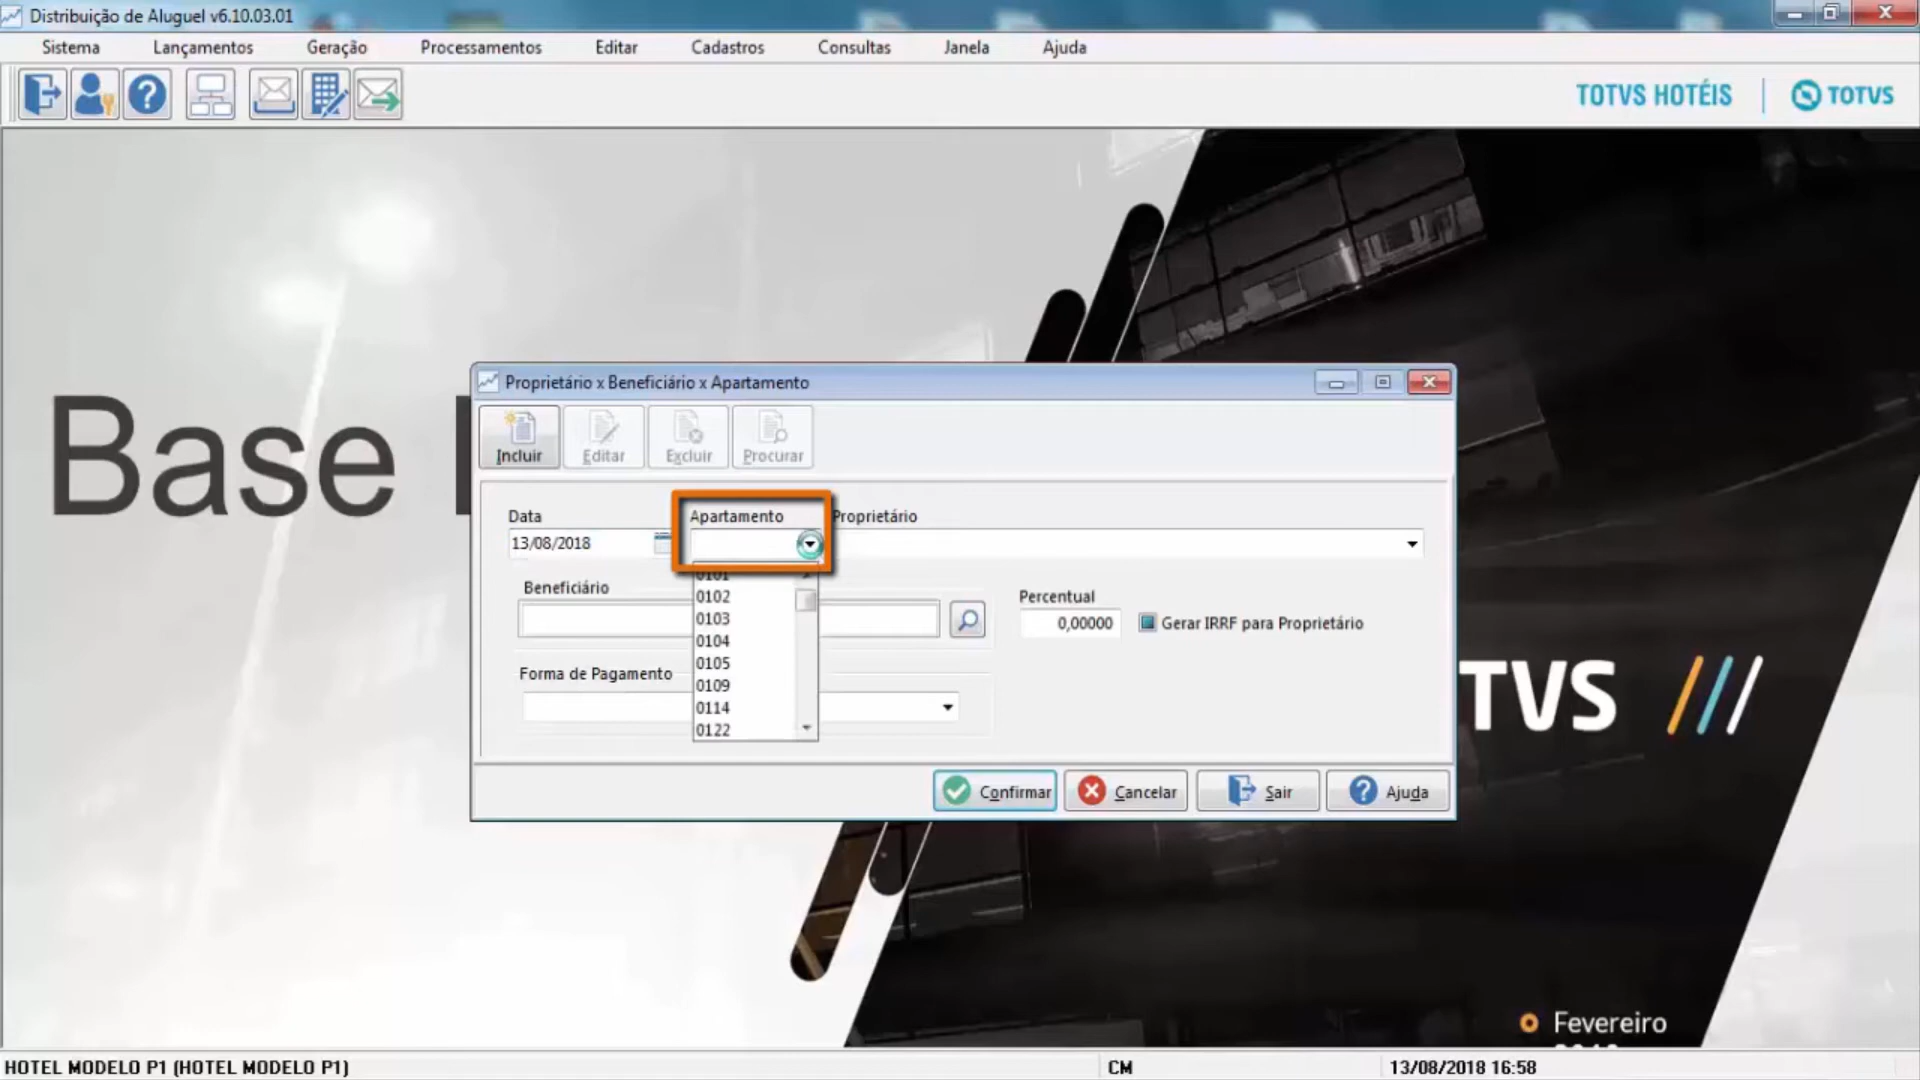 Distribuição de Aluguel v6.10.03.01
Sistema Lançamentos Geração Processamentos Editar Cadastros Consultas Janela Ajuda
TOTVS HOTÉIS TOTVS
Base
Proprietário x Beneficiário x Apartamento
Incluir Editar Excluir Procurar
Data Apartamento Proprietário
13/08/2018
0101
0102
0103
0104
0105
0109
0114
0122
Beneficiário
Percentual
0,00000 Gerar IRRF para Proprietário
Forma de Pagamento
TVS
Confirmar Cancelar Sair Ajuda
Fevereiro
HOTEL MODELO P1 (HOTEL MODELO P1) CM 13/08/2018 16:58